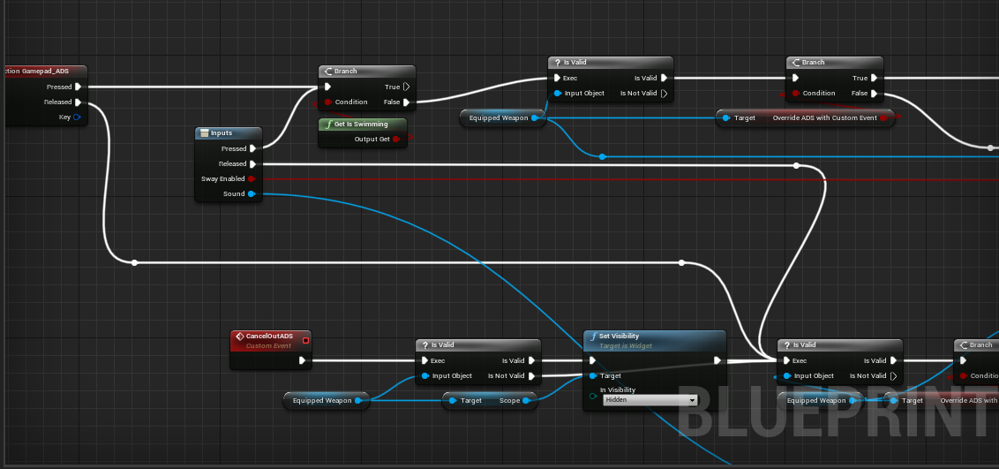 ction Gamepad_ADS
Pressed
Released
Key
Inputs
Pressed
Released
Sway Enabled
Sound
Branch
True
Condition
False
Get Is Swimming
Output Get
? Is Valid
Exec
Is Valid
Input Object
Is Not Valid
Equipped Weapon
Branch
True
Condition
False
Target
Override ADS with Custom Event
CancelOutADS
Custom Event
? Is Valid
Exec
Is Valid
Input Object
Is Not Valid
Equipped Weapon
Target
Scope
f Set Visibility
Target is Widget
Target
In Visibility
Hidden
? Is Valid
Exec
Is Valid
Input Object
Is Not Valid
Equipped Weapon
Branch
Conditio
Target
Override ADS with
BLUEPRINT